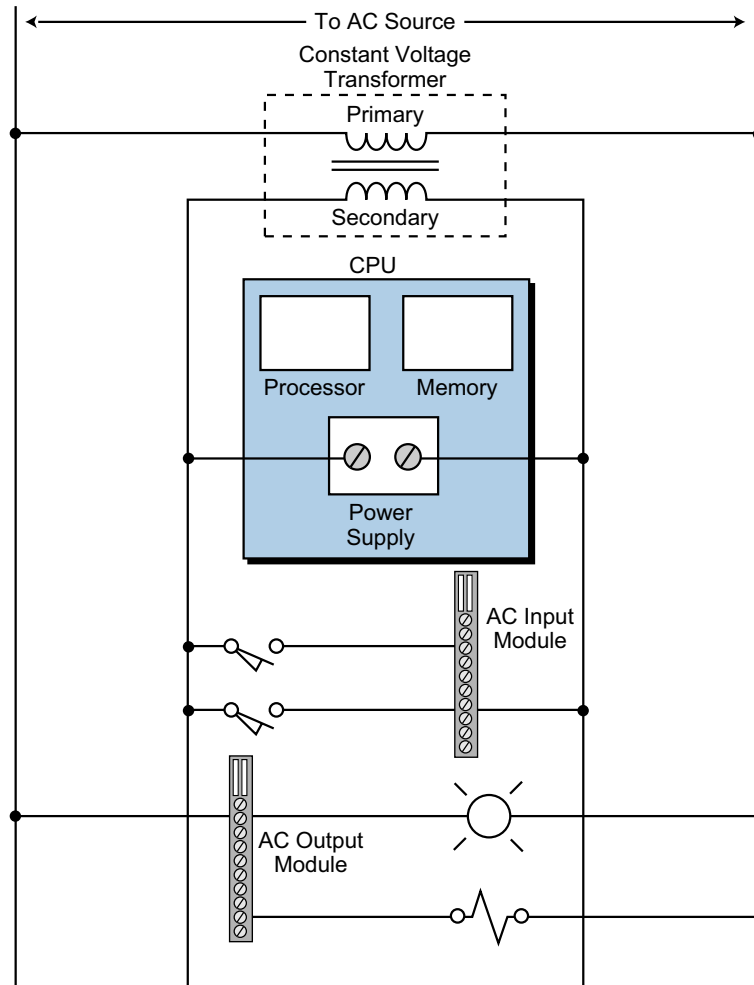 To AC Source
Constant Voltage
Transformer
Primary
Secondary
CPU
Processor
Memory
Power
Supply
AC Input
Module
AC Output
Module